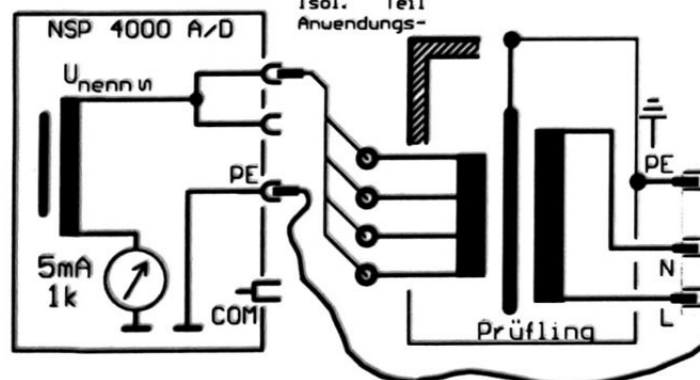 Isol. Teil
Anwendungs-
NSP 4000 A/D
Unenn ∽
PE
5mA
1k
COM
Prüfling
PE
N
L